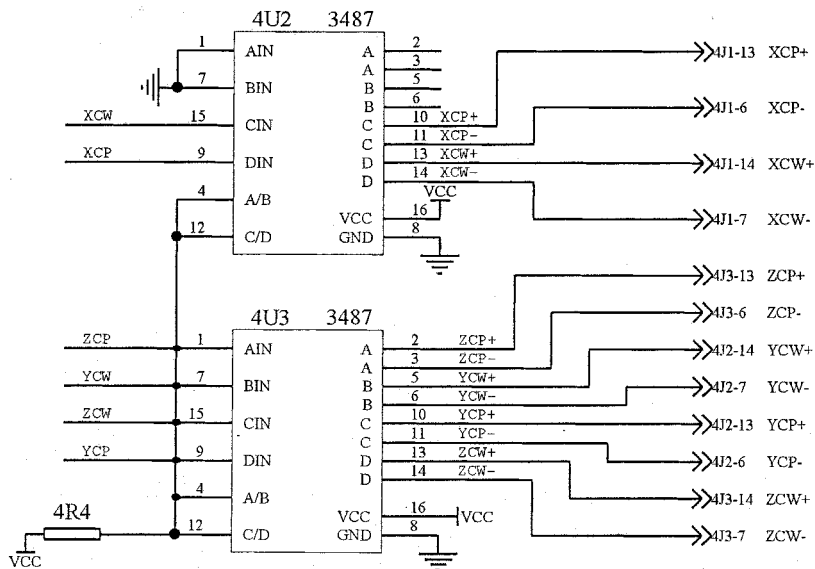 4U2 3487
1 AIN A 2
A 3
7 BIN B 5
B 6
XCW 15 CIN C 10 XCP+
C 11 XCP-
XCP 9 DIN D 13 XCW+
D 14 XCW-
4 A/B VCC
VCC 16
12 C/D GND 8
4J1-13 XCP+
4J1-6 XCP-
4J1-14 XCW+
4J1-7 XCW-
4U3 3487
ZCP 1 AIN A 2 ZCP+
A 3 ZCP-
YCW 7 BIN B 5 YCW+
B 6 YCW-
ZCW 15 CIN C 10 YCP+
C 11 YCP-
YCP 9 DIN D 13 ZCW+
D 14 ZCW-
4 A/B
VCC 16 VCC
12 C/D GND 8
4R4
VCC
4J3-13 ZCP+
4J3-6 ZCP-
4J2-14 YCW+
4J2-7 YCW-
4J2-13 YCP+
4J2-6 YCP-
4J3-14 ZCW+
4J3-7 ZCW-